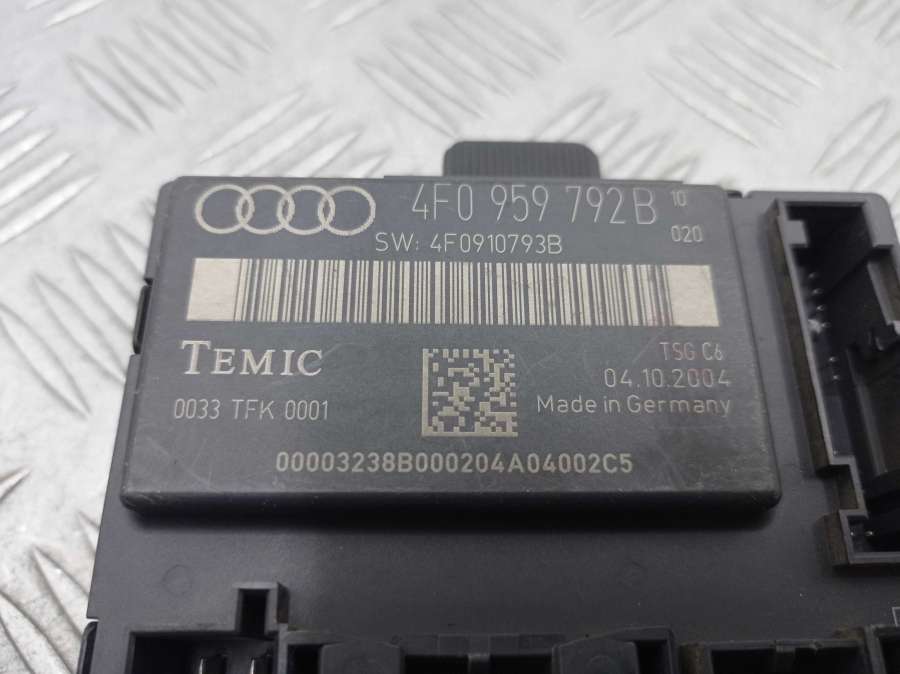 4F0 959 792B 10
020
SW: 4F0910793B
TEMIC
TSG C6
04.10.2004
0033 TFK 0001
Made in Germany
00003238B000204A04002C5